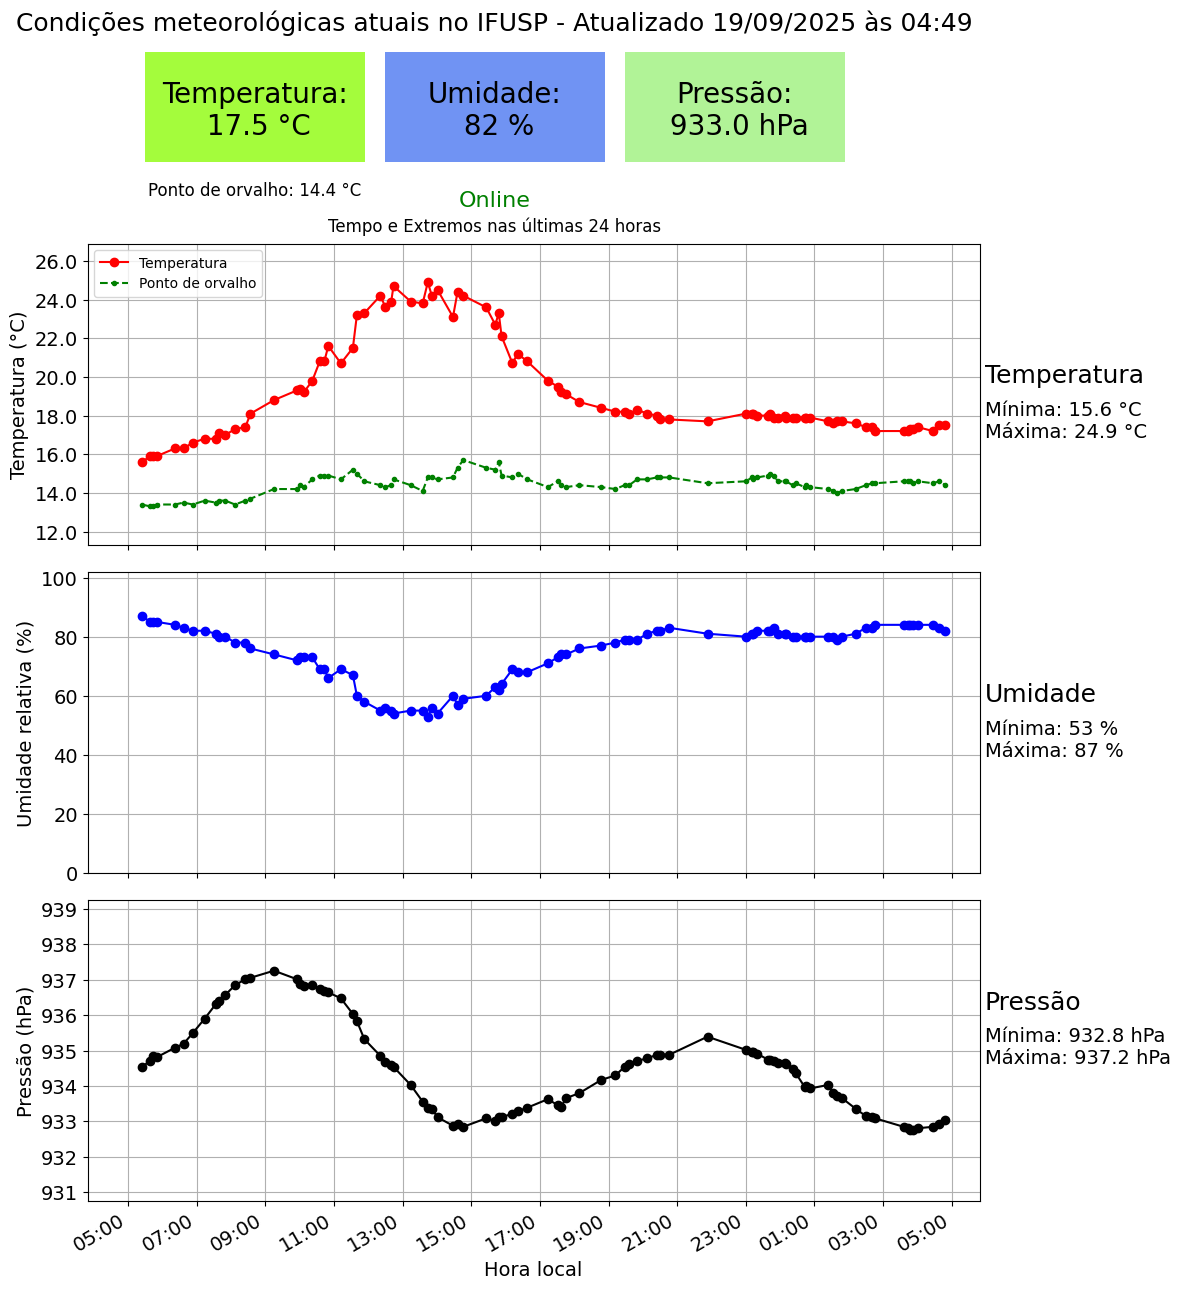 Condições meteorológicas atuais no IFUSP - Atualizado 19/09/2025 às 04:49
Temperatura:
17.5 °C
Umidade:
82 %
Pressão:
933.0 hPa
Ponto de orvalho: 14.4 °C
Online
Tempo e Extremos nas últimas 24 horas
Temperatura
Ponto de orvalho
Temperatura (°C)
26.0
24.0
22.0
20.0
18.0
16.0
14.0
12.0
Temperatura
Mínima: 15.6 °C
Máxima: 24.9 °C
Umidade relativa (%)
100
80
60
40
20
0
Umidade
Mínima: 53 %
Máxima: 87 %
Pressão (hPa)
939
938
937
936
935
934
933
932
931
Pressão
Mínima: 932.8 hPa
Máxima: 937.2 hPa
05:00
07:00
09:00
11:00
13:00
15:00
17:00
19:00
21:00
23:00
01:00
03:00
05:00
Hora local